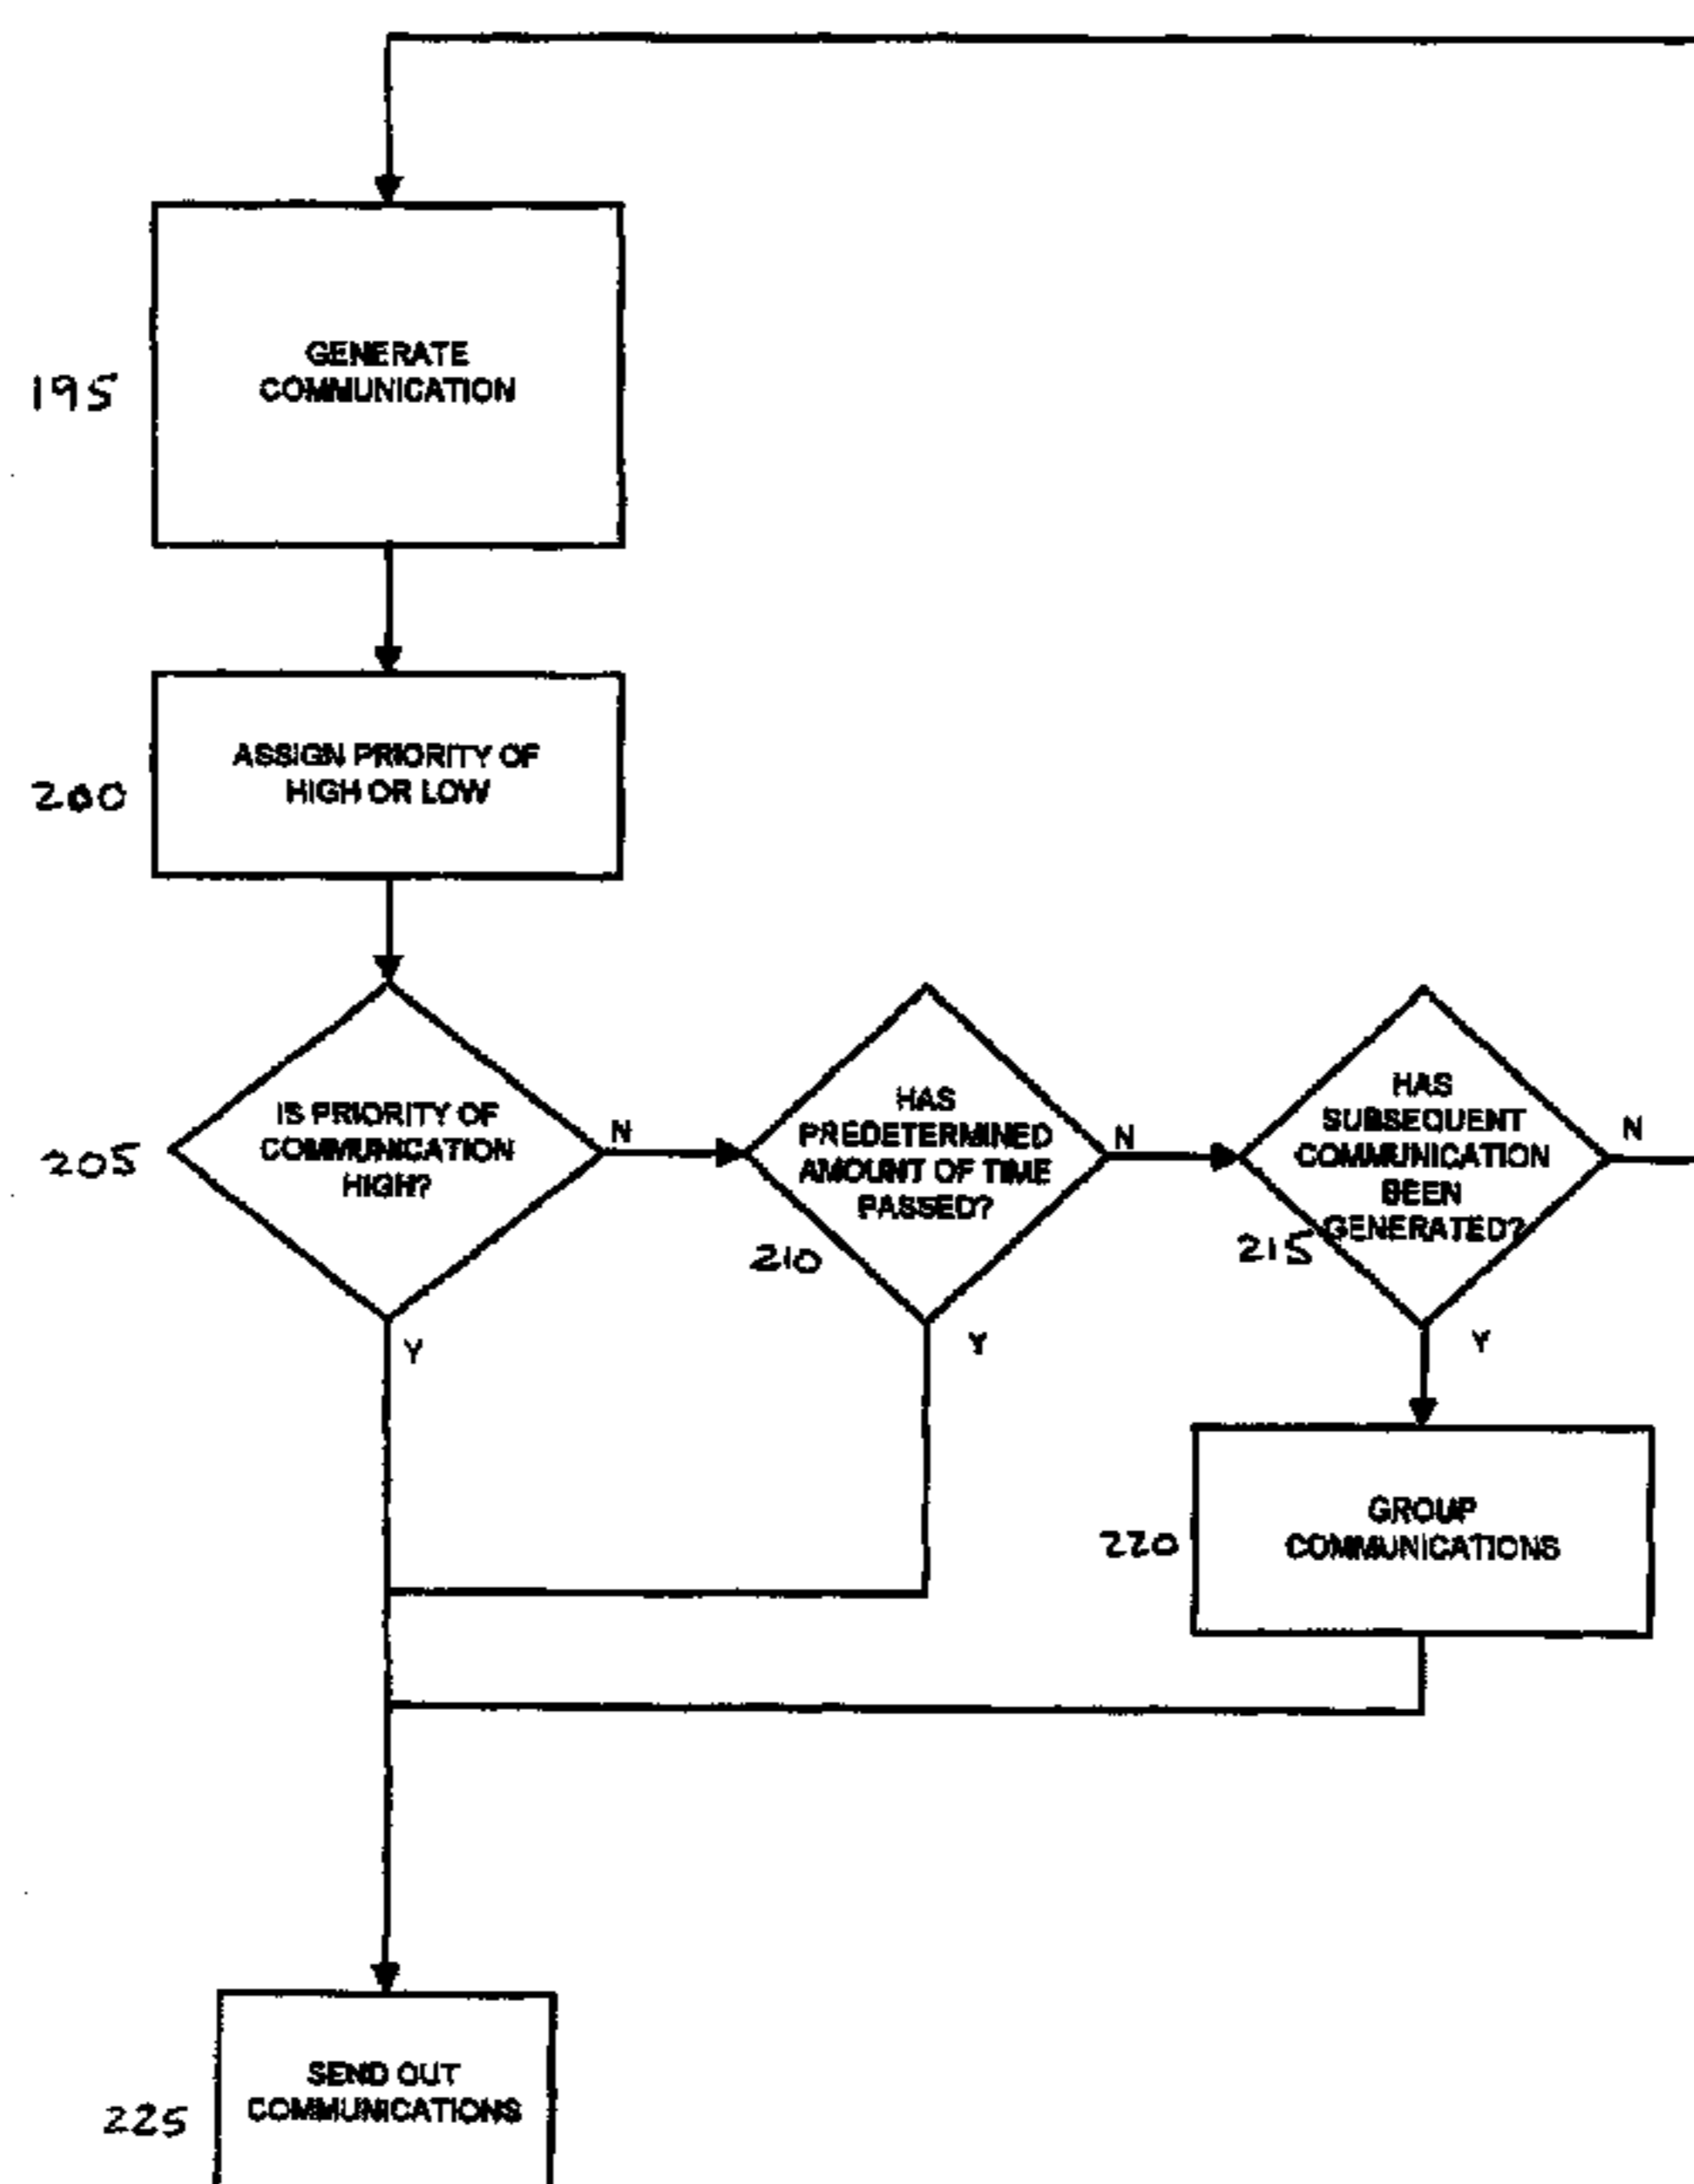 GENERATE
COMMUNICATION
195
ASSIGN PRIORITY OF
HIGH OR LOW
200
IS PRIORITY OF
COMMUNICATION
HIGH?
205
N
Y
HAS
PREDETERMINED
AMOUNT OF TIME
PASSED?
210
N
Y
HAS
SUBSEQUENT
COMMUNICATION
BEEN
GENERATED?
215
N
Y
GROUP
COMMUNICATIONS
220
SEND OUT
COMMUNICATIONS
225